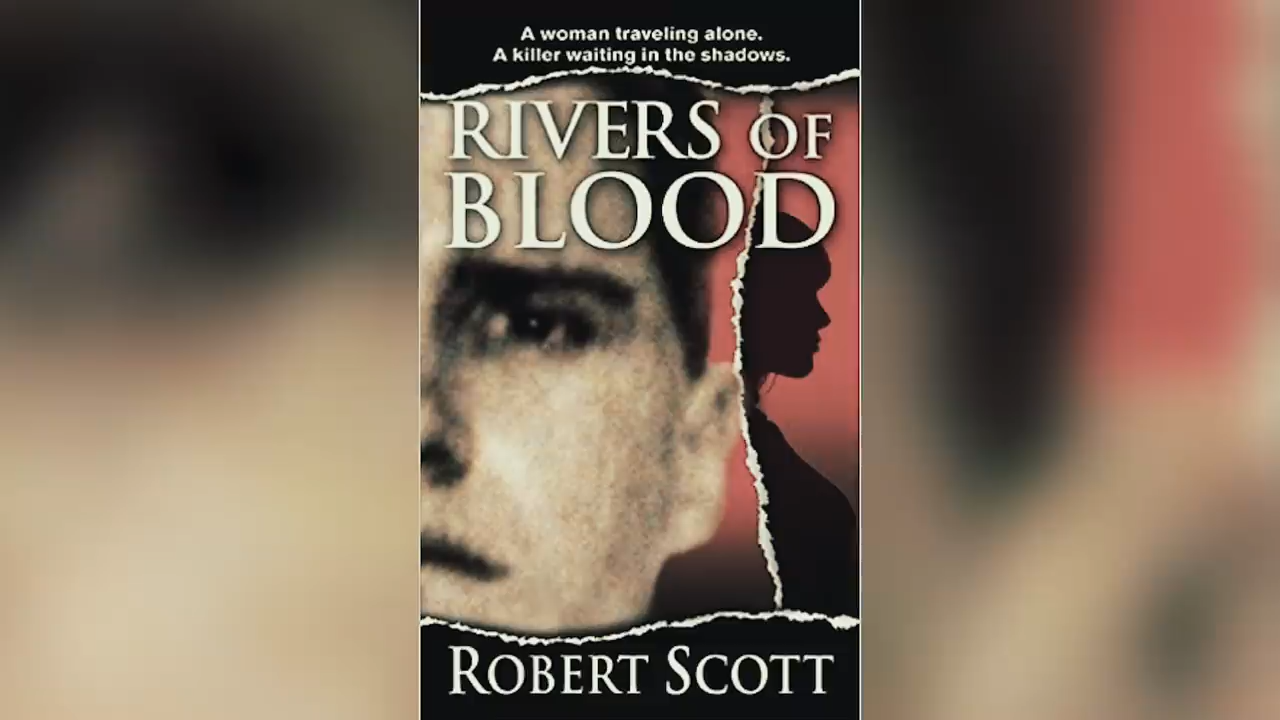 A woman traveling alone.
A killer waiting in the shadows.
RIVERS OF
BLOOD
ROBERT SCOTT